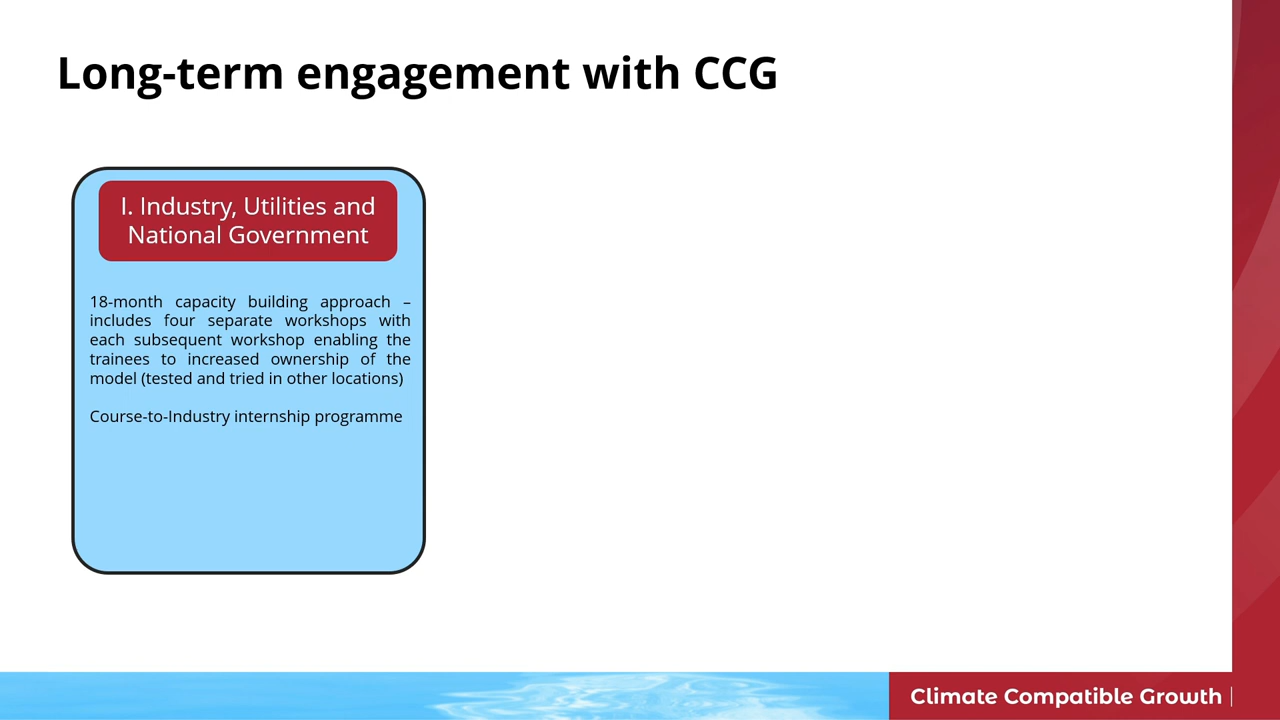 Long-term engagement with CCG
I. Industry, Utilities and
National Government
18-month capacity building approach –
includes four separate workshops with
each subsequent workshop enabling the
trainees to increased ownership of the
model (tested and tried in other locations)
Course-to-Industry internship programme
Climate Compatible Growth |